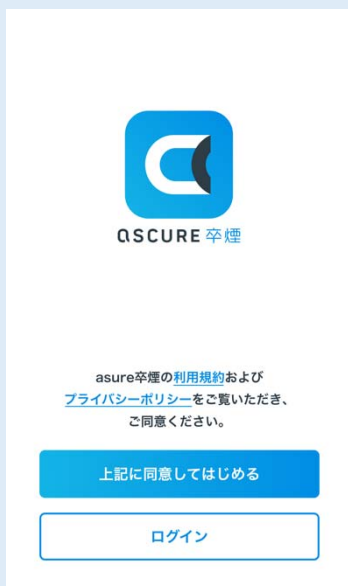 ascure 卒煙
asure卒煙の利用規約および
プライバシーポリシーをご覧いただき、
ご同意ください。
上記に同意してはじめる
ログイン